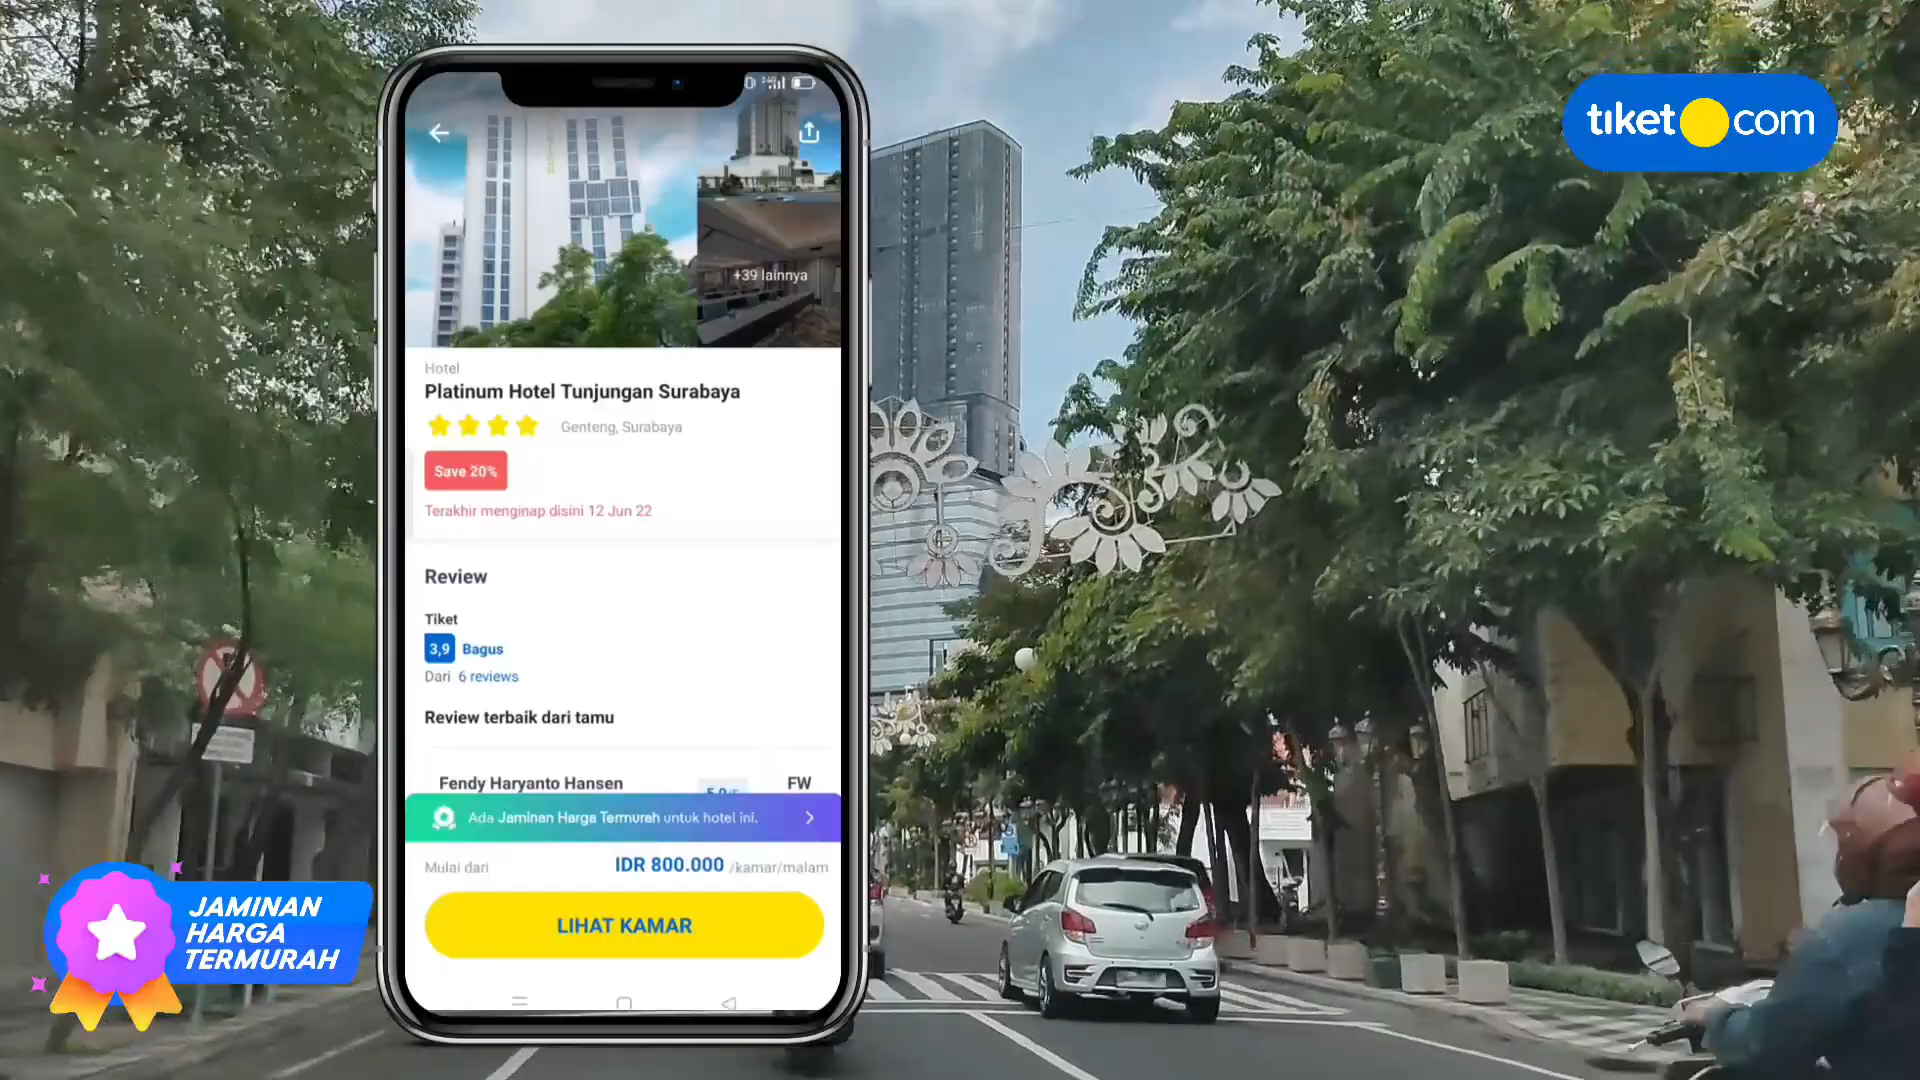 tiket com
+39 lainnya
Hotel
Platinum Hotel Tunjungan Surabaya
Genteng, Surabaya
Save 20%
Terakhir menginap disini 12 Jun 22
Review
Tiket
3,9 Bagus
Dari 6 reviews
Review terbaik dari tamu
Fendy Haryanto Hansen
FW
Ada Jaminan Harga Termurah untuk hotel ini.
Mulai dari
IDR 800.000 /kamar/malam
LIHAT KAMAR
JAMINAN
HARGA
TERMURAH